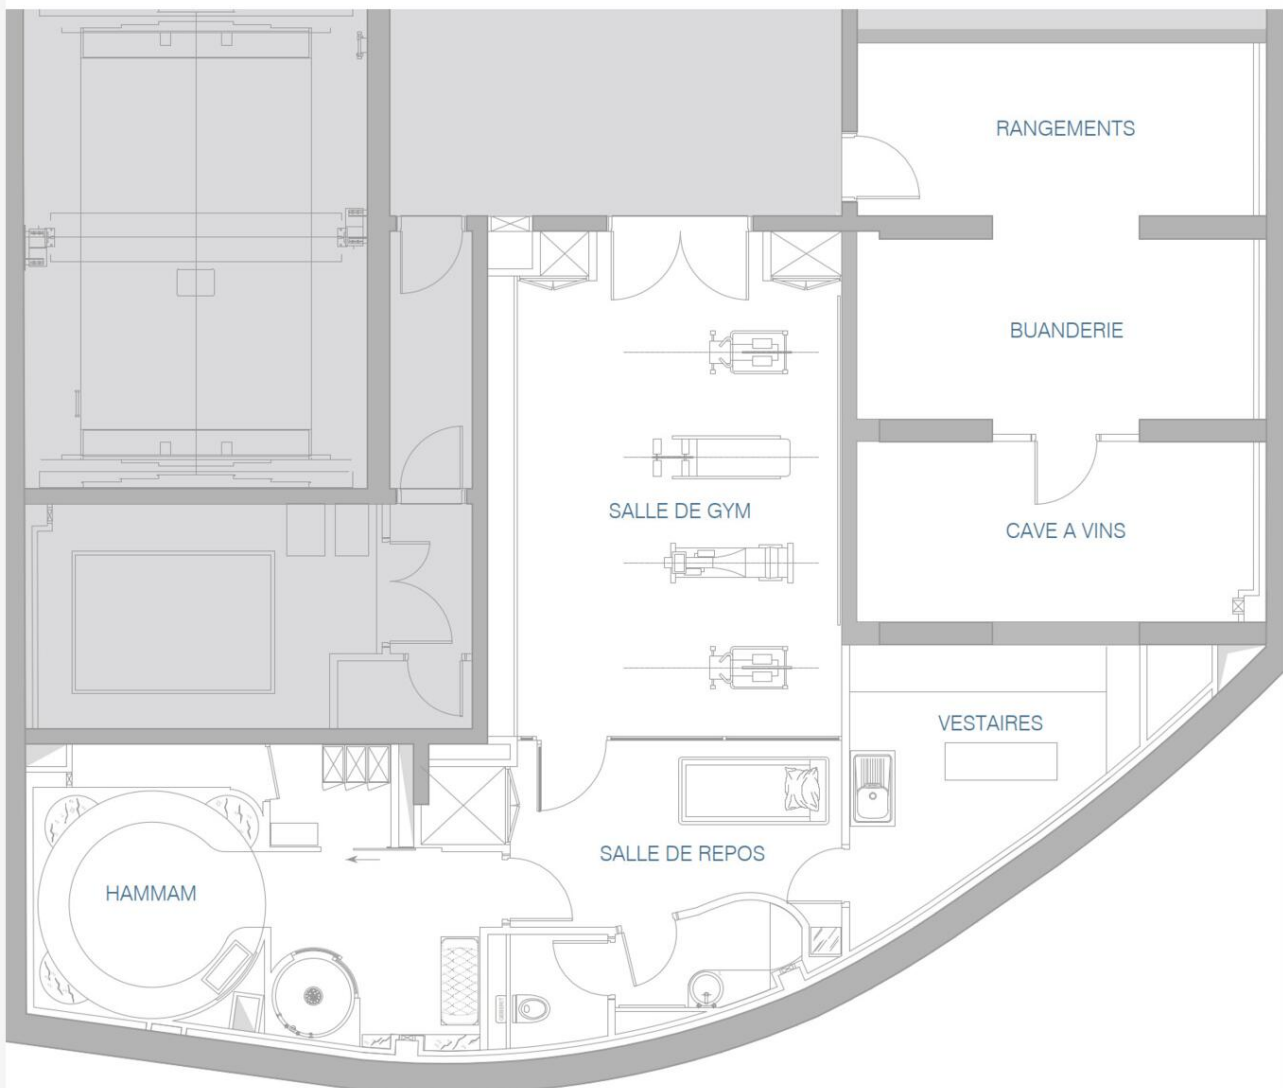 RANGEMENTS
BUANDERIE
SALLE DE GYM
CAVE A VINS
VESTAIRES
SALLE DE REPOS
HAMMAM